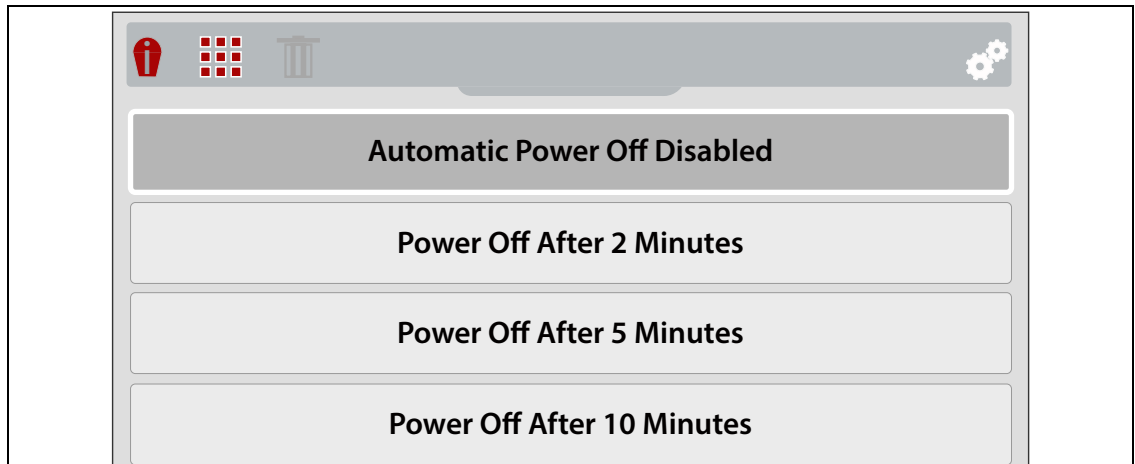 Automatic Power Off Disabled
Power Off After 2 Minutes
Power Off After 5 Minutes
Power Off After 10 Minutes